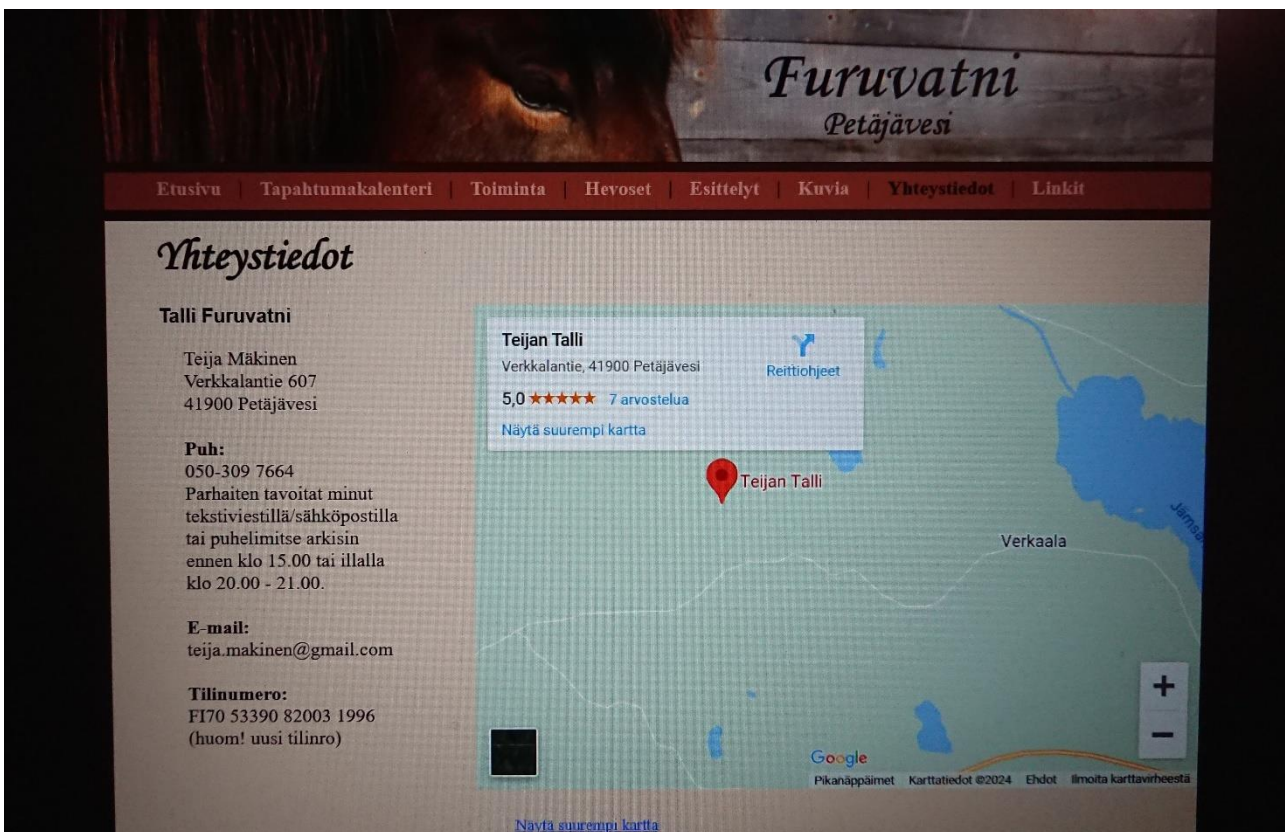 Furuvatni
Petäjävesi
Etusivu | Tapahtumakalenteri | Toiminta | Hevoset | Esittelyt | Kuvia | Yhteystiedot | Linkit
Yhteystiedot
Talli Furuvatni
Teija Mäkinen
Verkkalantie 607
41900 Petäjävesi
Puh:
050-309 7664
Parhaiten tavoitat minut
tekstiviestillä/sähköpostilla
tai puhelimitse arkisin
ennen klo 15.00 tai illalla
klo 20.00 - 21.00.
E-mail:
teija.makinen@gmail.com
Tilinumero:
FI70 53390 82003 1996
(huom! uusi tilinro)
Teijan Talli
Verkkalantie, 41900 Petäjävesi
Reittiohjeet
5,0 ★★★★★ 7 arvostelua
Näytä suurempi kartta
Teijan Talli
Verkaala
+
−
Google
Pikanäppäimet Karttatiedot ©2024 Ehdot Ilmoita karttavirheestä
Näytä suurempi kartta